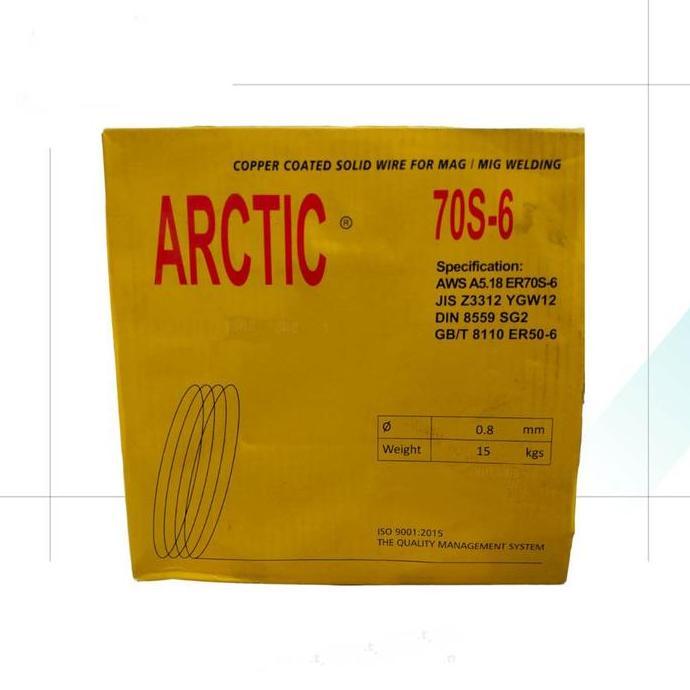 COPPER COATED SOLID WIRE FOR MAG / MIG WELDING
ARCTIC ®
70S-6
Specification:
AWS A5.18 ER70S-6
JIS Z3312 YGW12
DIN 8559 SG2
GB/T 8110 ER50-6
Ø 0.8 mm
Weight 15 kgs
ISO 9001:2015
THE QUALITY MANAGEMENT SYSTEM